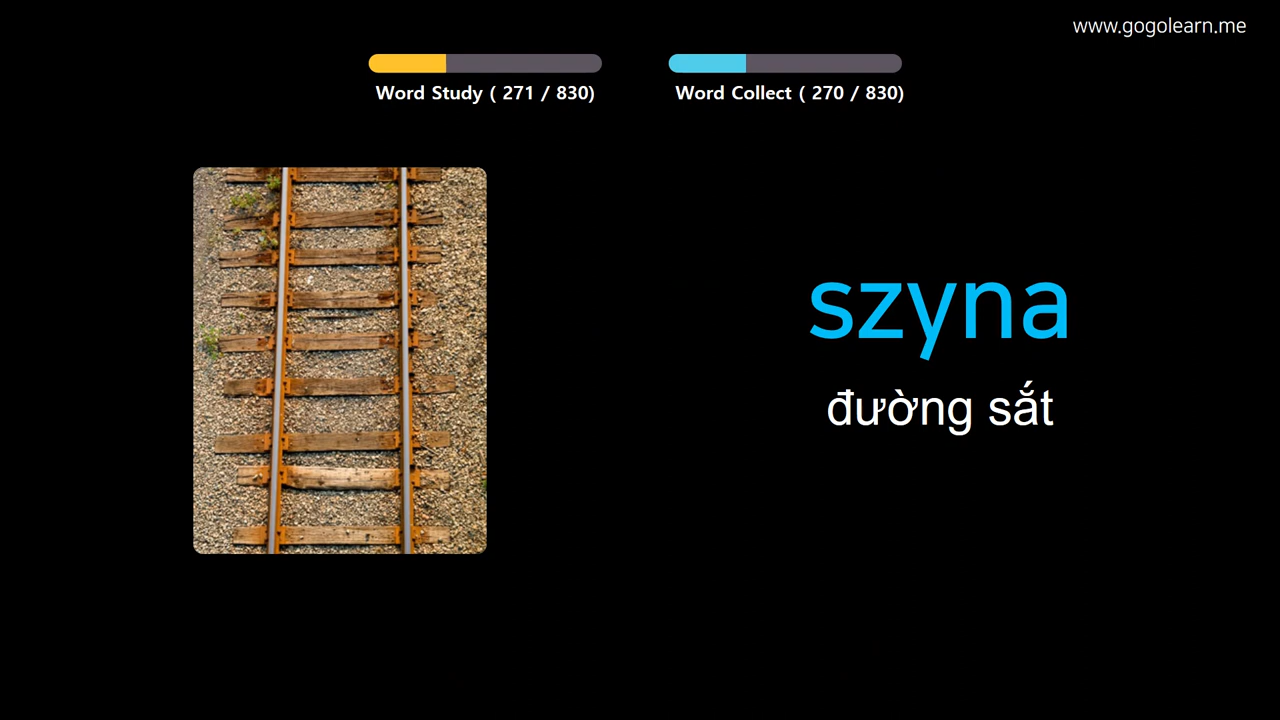 www.gogolearn.me
Word Study ( 271 / 830)
Word Collect ( 270 / 830)
szyna
đường sắt